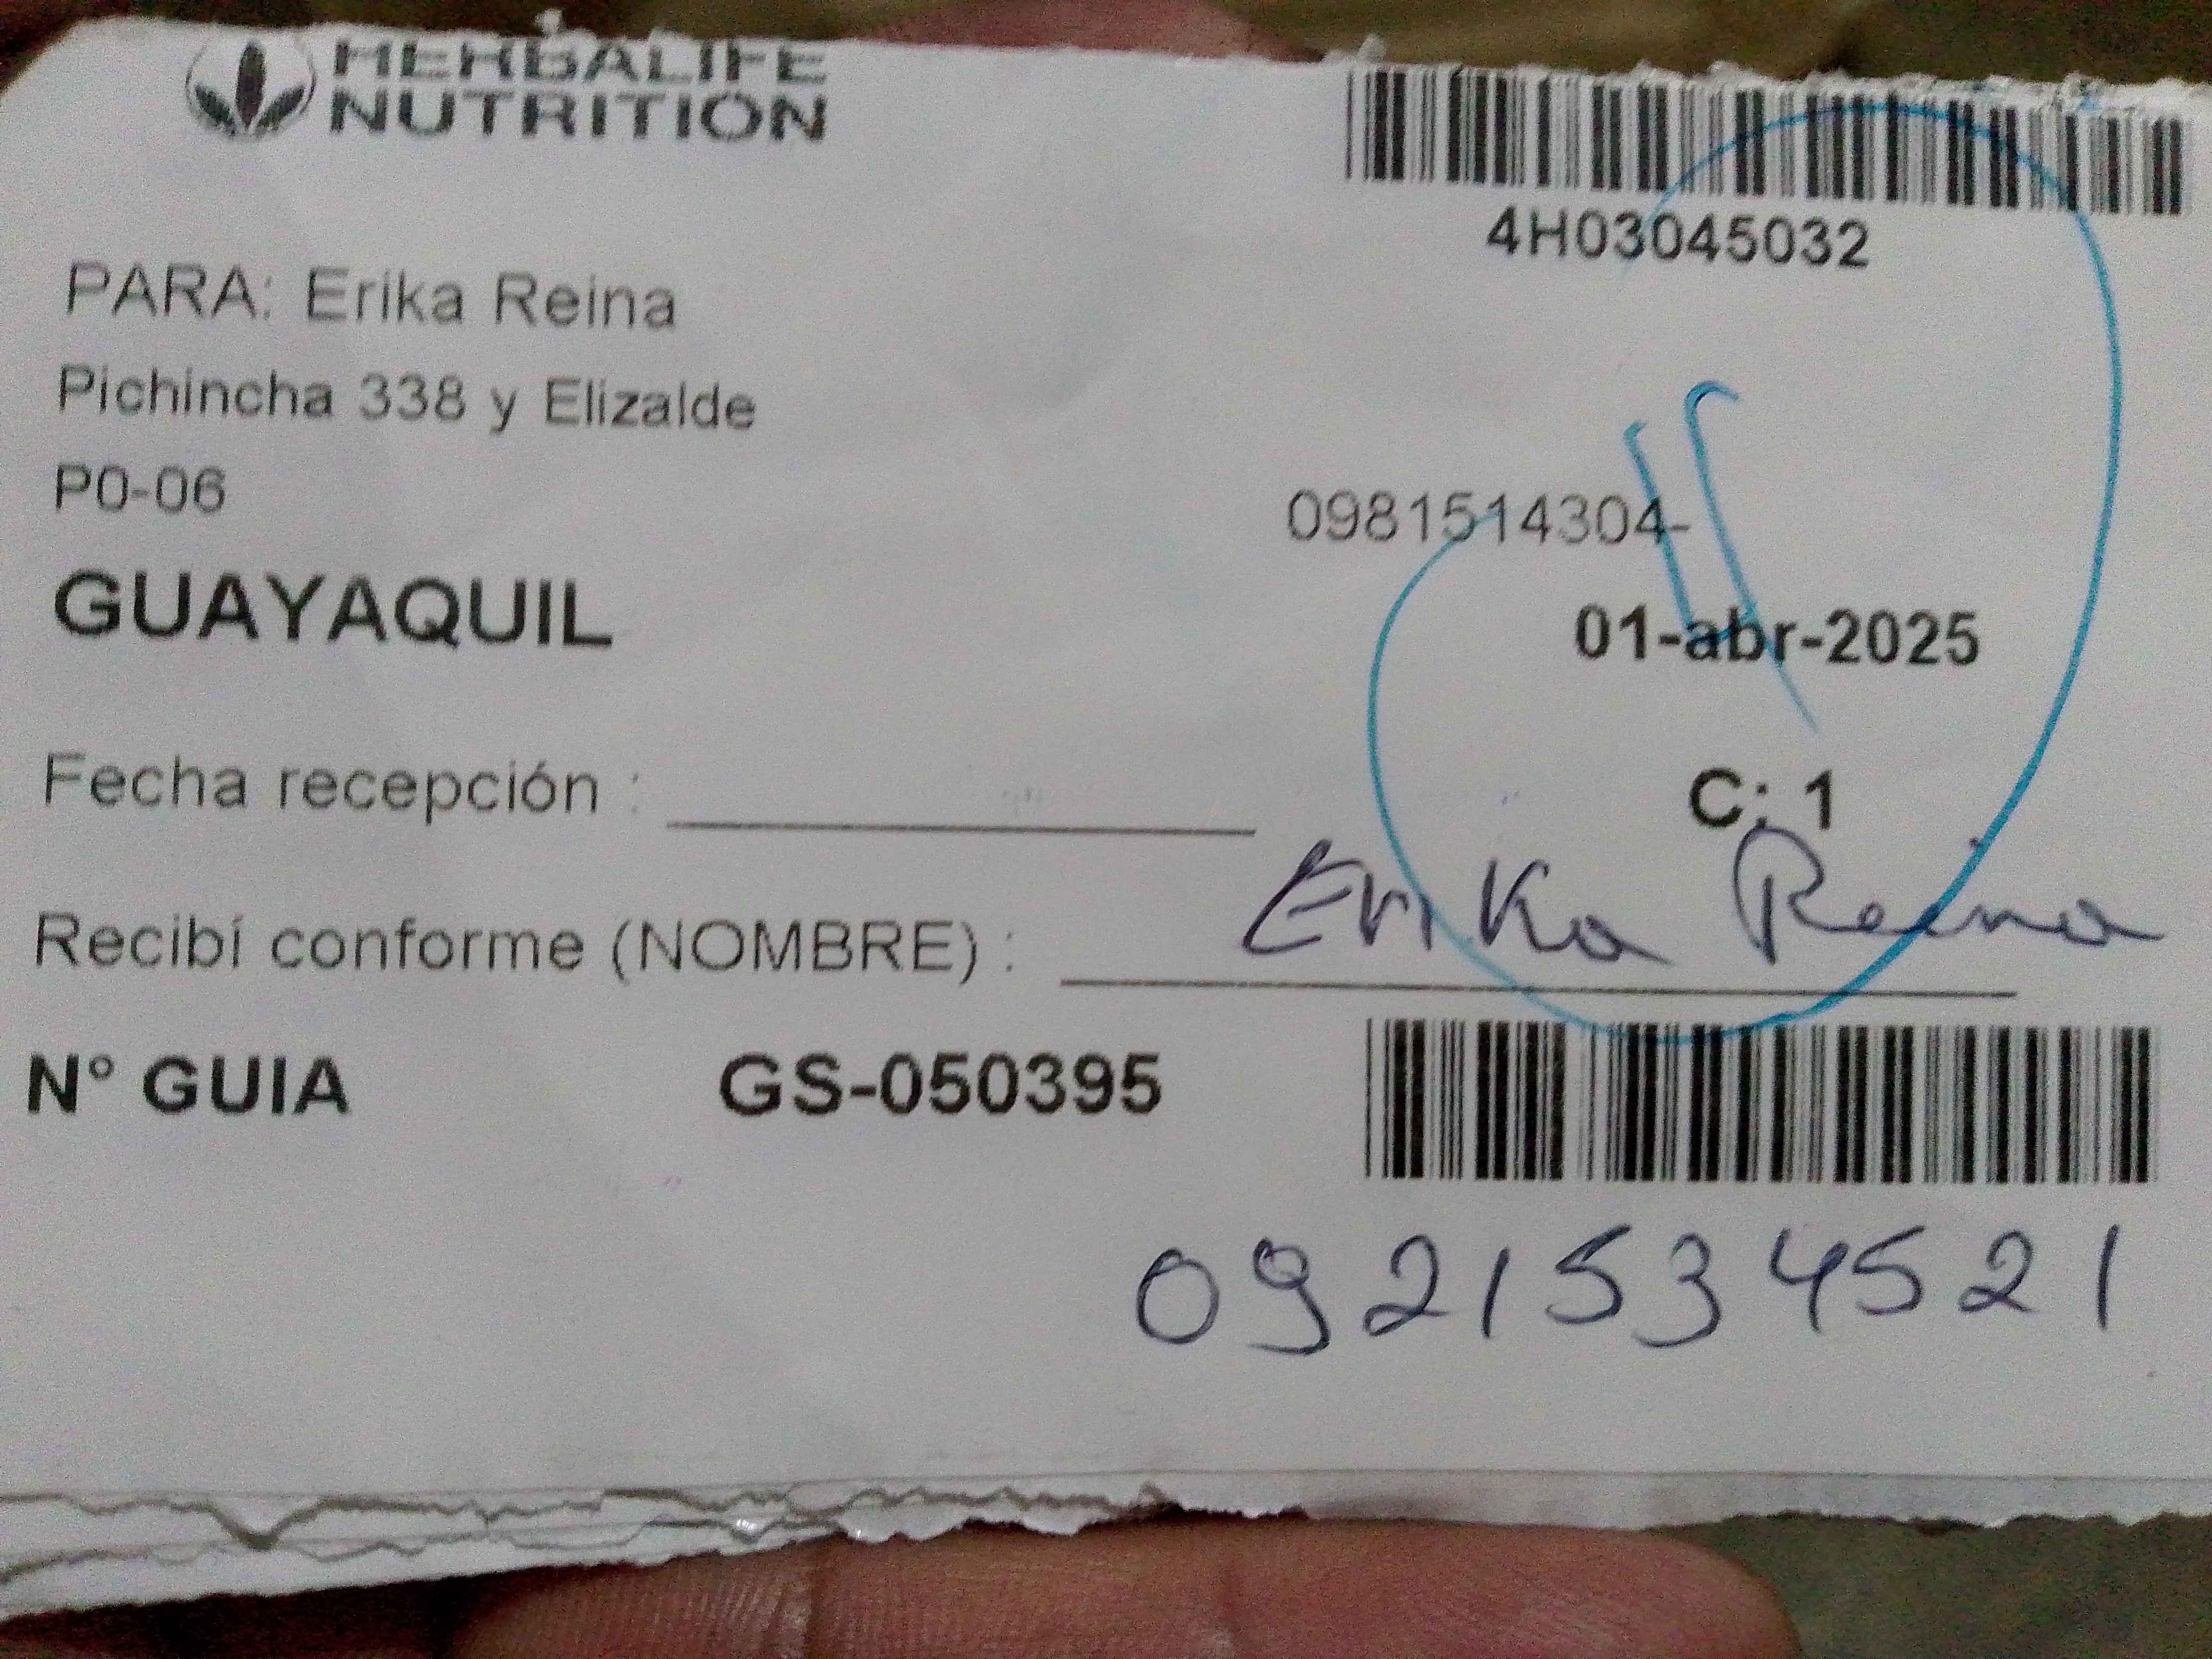 HERBALIFE
NUTRITION
4H03045032
PARA: Erika Reina
Pichincha 338 y Elizalde
P0-06
0981514304-
GUAYAQUIL
01-abr-2025
Fecha recepción :
C: 1
Recibí conforme (NOMBRE) : Erika Reina
N° GUIA GS-050395
0921534521